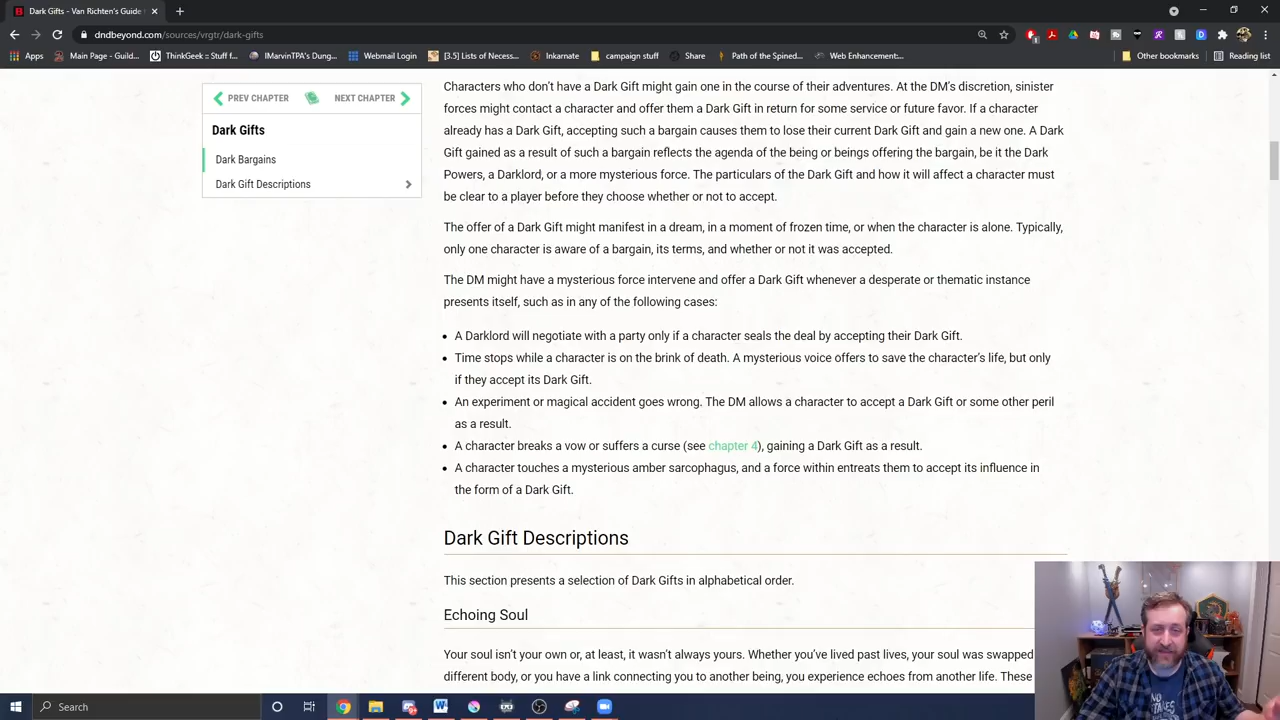 Dark Gifts - Van Richten's Guide
dndbeyond.com/sources/vrgtr/dark-gifts
Apps
Main Page - Guild...
ThinkGeek :: Stuff f...
IMarvinTPA's Dung...
Webmail Login
[3.5] Lists of Necess...
Inkarnate
campaign stuff
Share
Path of the Spined...
Web Enhancement:...
Other bookmarks
Reading list
PREV CHAPTER
NEXT CHAPTER
Dark Gifts
Dark Bargains
Dark Gift Descriptions
Characters who don't have a Dark Gift might gain one in the course of their adventures. At the DM's discretion, sinister
forces might contact a character and offer them a Dark Gift in return for some service or future favor. If a character
already has a Dark Gift, accepting such a bargain causes them to lose their current Dark Gift and gain a new one. A Dark
Gift gained as a result of such a bargain reflects the agenda of the being or beings offering the bargain, be it the Dark
Powers, a Darklord, or a more mysterious force. The particulars of the Dark Gift and how it will affect a character must
be clear to a player before they choose whether or not to accept.
The offer of a Dark Gift might manifest in a dream, in a moment of frozen time, or when the character is alone. Typically,
only one character is aware of a bargain, its terms, and whether or not it was accepted.
The DM might have a mysterious force intervene and offer a Dark Gift whenever a desperate or thematic instance
presents itself, such as in any of the following cases:
• A Darklord will negotiate with a party only if a character seals the deal by accepting their Dark Gift.
• Time stops while a character is on the brink of death. A mysterious voice offers to save the character's life, but only
if they accept its Dark Gift.
• An experiment or magical accident goes wrong. The DM allows a character to accept a Dark Gift or some other peril
as a result.
• A character breaks a vow or suffers a curse (see chapter 4), gaining a Dark Gift as a result.
• A character touches a mysterious amber sarcophagus, and a force within entreats them to accept its influence in
the form of a Dark Gift.
Dark Gift Descriptions
This section presents a selection of Dark Gifts in alphabetical order.
Echoing Soul
Your soul isn't your own or, at least, it wasn't always yours. Whether you've lived past lives, your soul was swapped
different body, or you have a link connecting you to another being, you experience echoes from another life. These
Search